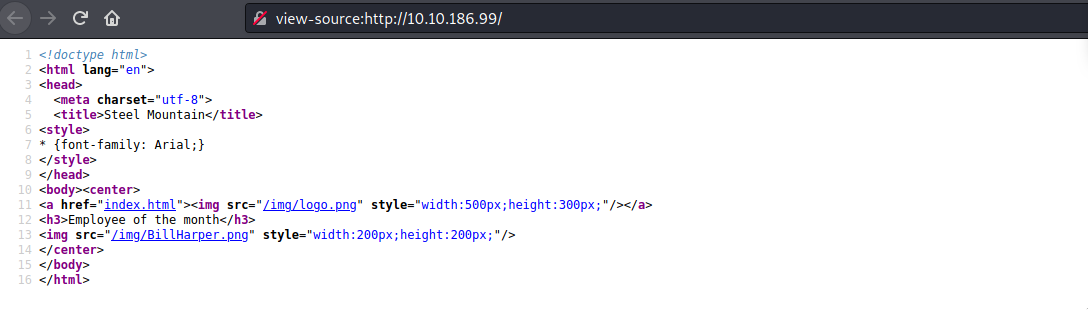 view-source:http://10.10.186.99/
1 <!doctype html>
2 <html lang="en">
3 <head>
4   <meta charset="utf-8">
5   <title>Steel Mountain</title>
6 <style>
7 * {font-family: Arial;}
8 </style>
9 </head>
10 <body><center>
11 <a href="index.html"><img src="/img/logo.png" style="width:500px;height:300px;"/></a>
12 <h3>Employee of the month</h3>
13 <img src="/img/BillHarper.png" style="width:200px;height:200px;"/>
14 </center>
15 </body>
16 </html>